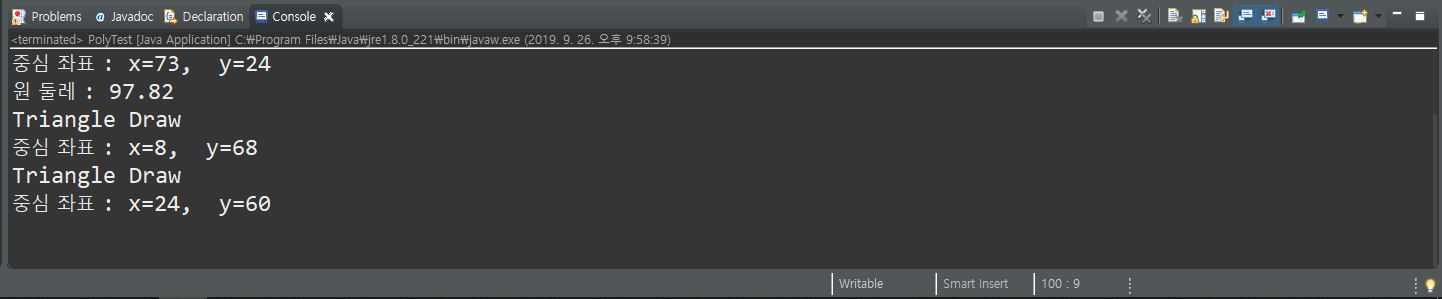 Problems @ Javadoc Declaration Console
<terminated> PolyTest [Java Application] C:₩Program Files₩Java₩jre1.8.0_221₩bin₩javaw.exe (2019. 9. 26. 오후 9:58:39)
중심 좌표 : x=73,  y=24
원 둘레 : 97.82
Triangle Draw
중심 좌표 : x=8,  y=68
Triangle Draw
중심 좌표 : x=24,  y=60
Writable Smart Insert 100 : 9